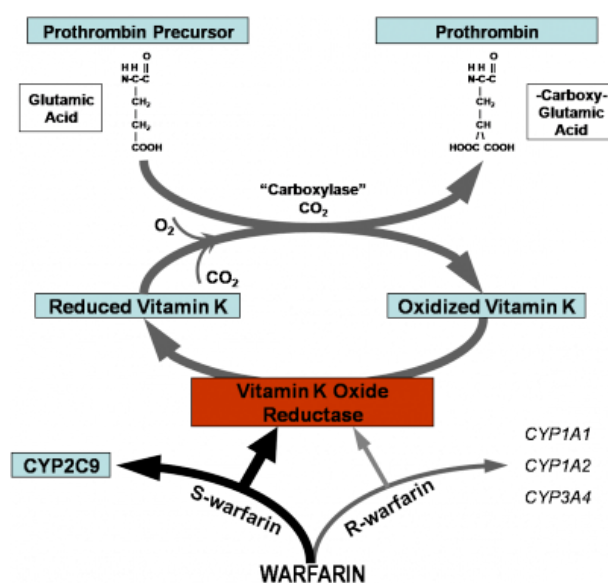 Prothrombin Precursor
Prothrombin
Glutamic
Acid
H H O
N-C-C
CH₂
CH₂
COOH
H H O
N-C-C
CH₂
CH
HOOC COOH
-Carboxy-
Glutamic
Acid
"Carboxylase"
CO₂
O₂
CO₂
Reduced Vitamin K
Oxidized Vitamin K
Vitamin K Oxide
Reductase
CYP2C9
S-warfarin
R-warfarin
CYP1A1
CYP1A2
CYP3A4
WARFARIN